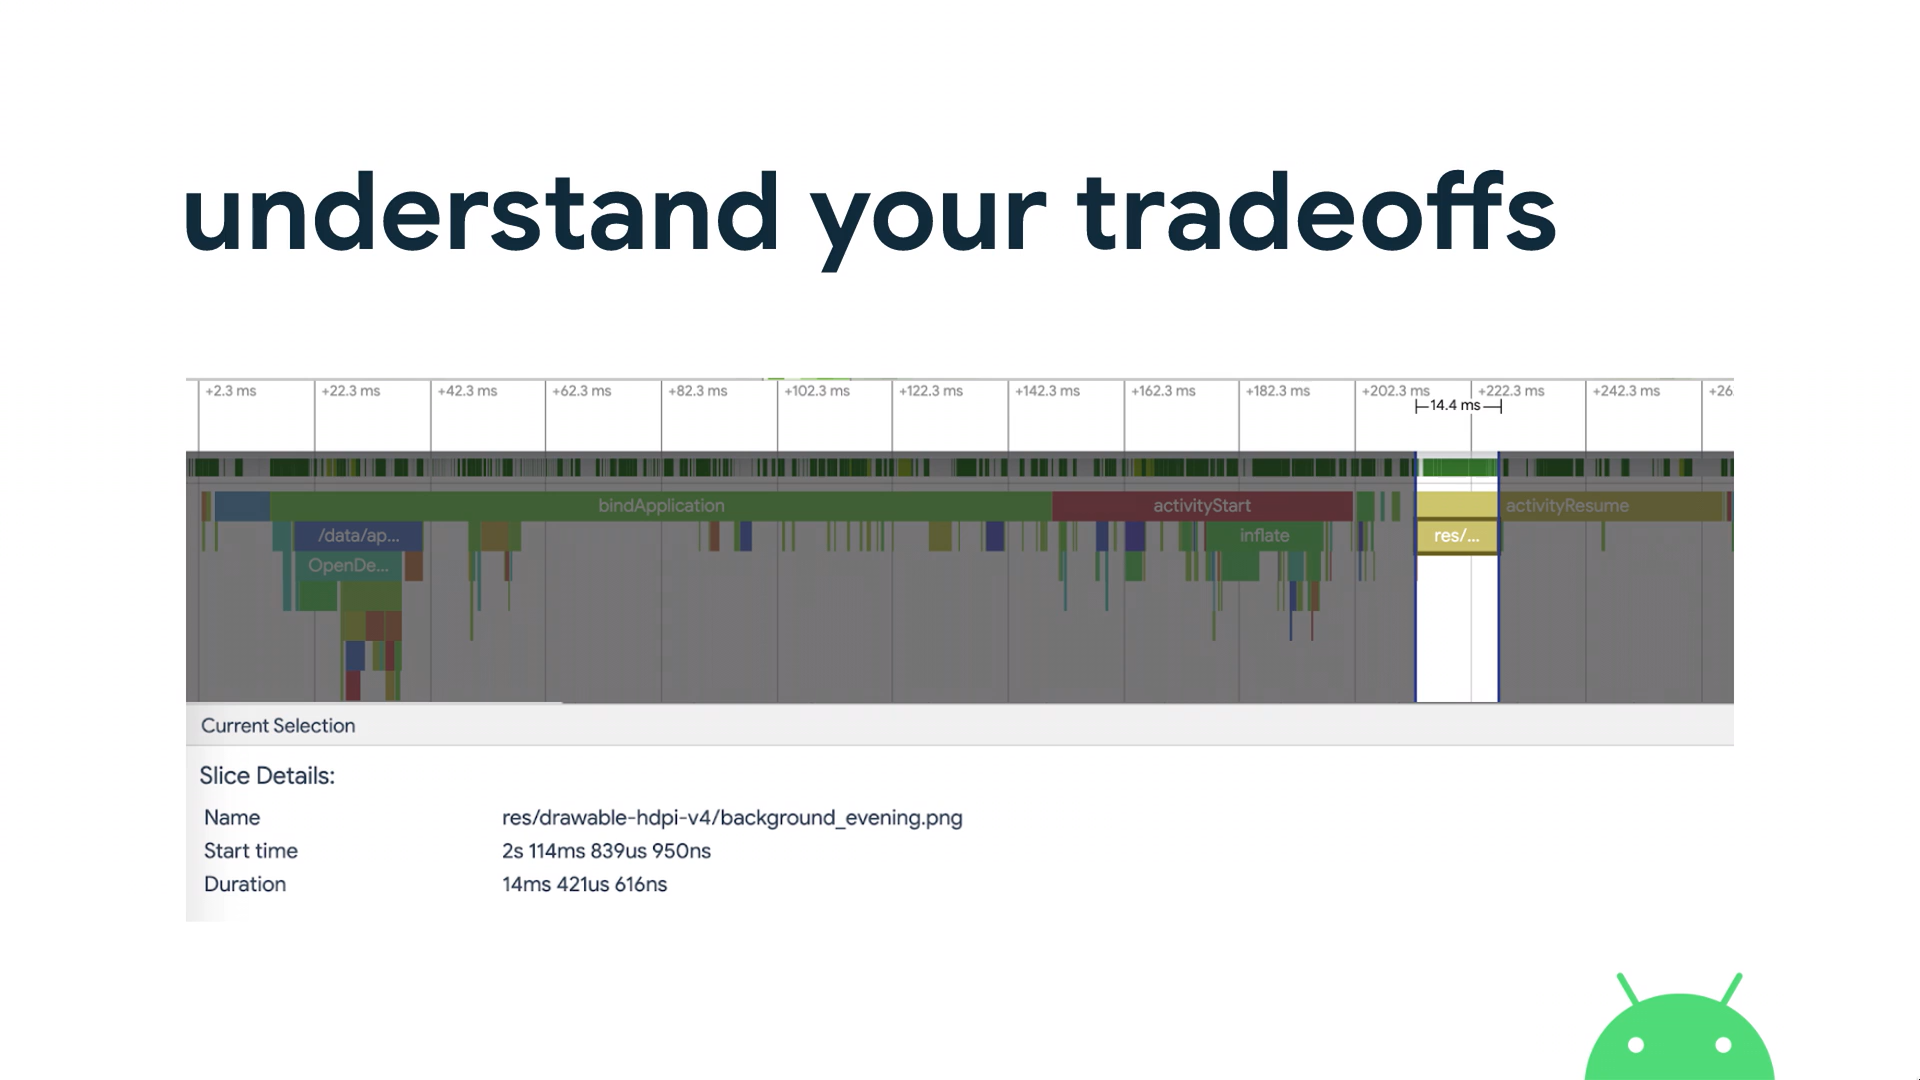 understand your tradeoffs
+2.3 ms +22.3 ms +42.3 ms +62.3 ms +82.3 ms +102.3 ms +122.3 ms +142.3 ms +162.3 ms +182.3 ms +202.3 ms +222.3 ms +242.3 ms +26
14.4 ms
bindApplication activityStart activityResume
/data/ap... inflate res/...
OpenDe...
Current Selection
Slice Details:
Name res/drawable-hdpi-v4/background_evening.png
Start time 2s 114ms 839us 950ns
Duration 14ms 421us 616ns